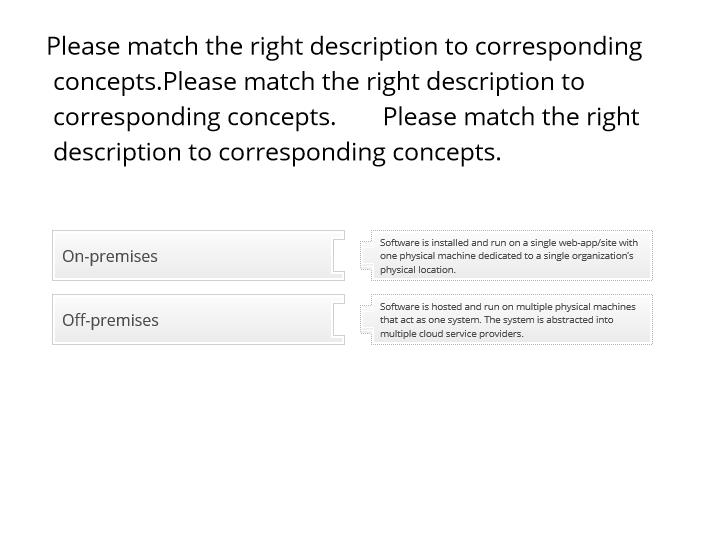 Please match the right description to corresponding
concepts.Please match the right description to
corresponding concepts. Please match the right
description to corresponding concepts.
On-premises
Software is installed and run on a single web-app/site with
one physical machine dedicated to a single organization's
physical location.
Off-premises
Software is hosted and run on multiple physical machines
that act as one system. The system is abstracted into
multiple cloud service providers.